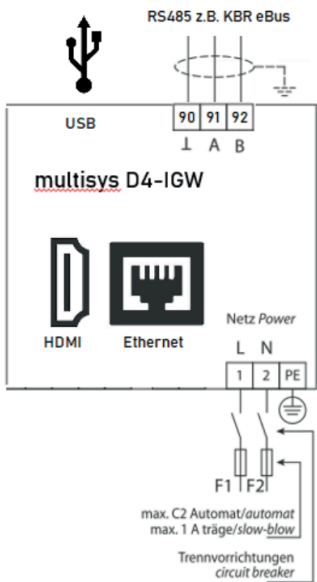 RS485 z.B. KBR eBus
USB
90 91 92
⊥ A B
multisys D4-IGW
HDMI
Ethernet
Netz Power
L N
1 2 PE
F1 F2
max. C2 Automat/automat
max. 1 A träge/slow-blow
Trennvorrichtungen
circuit breaker